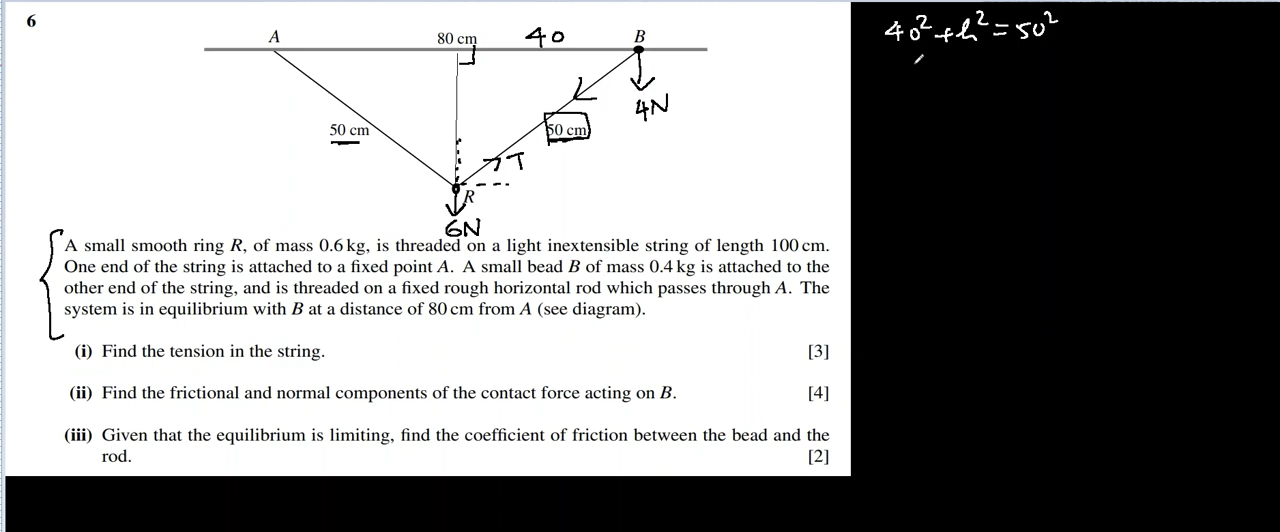 6
A 80 cm 40 B
4N
50 cm 50 cm
T
R
6N
A small smooth ring R, of mass 0.6 kg, is threaded on a light inextensible string of length 100 cm.
One end of the string is attached to a fixed point A. A small bead B of mass 0.4 kg is attached to the
other end of the string, and is threaded on a fixed rough horizontal rod which passes through A. The
system is in equilibrium with B at a distance of 80 cm from A (see diagram).
(i) Find the tension in the string. [3]
(ii) Find the frictional and normal components of the contact force acting on B. [4]
(iii) Given that the equilibrium is limiting, find the coefficient of friction between the bead and the
rod. [2]
40² + h² = 50²